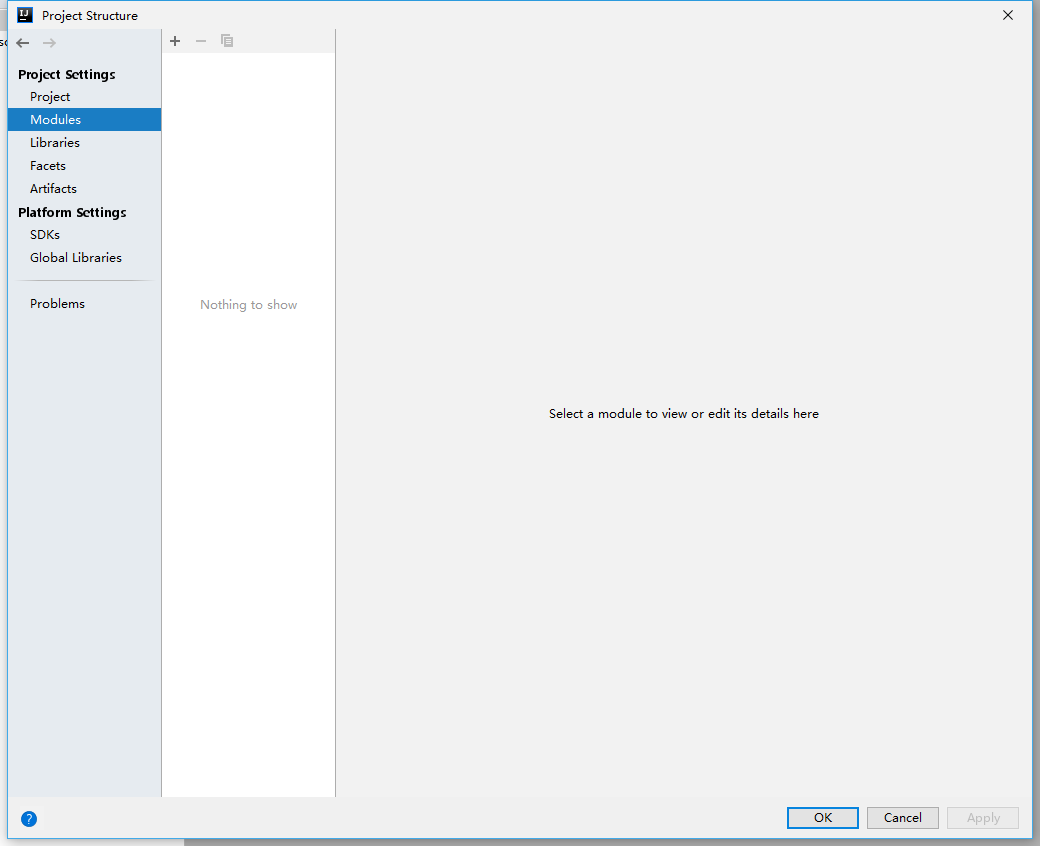 Project Structure
Project Settings
Project
Modules
Libraries
Facets
Artifacts
Platform Settings
SDKs
Global Libraries
Problems
Nothing to show
Select a module to view or edit its details here
?
OK
Cancel
Apply